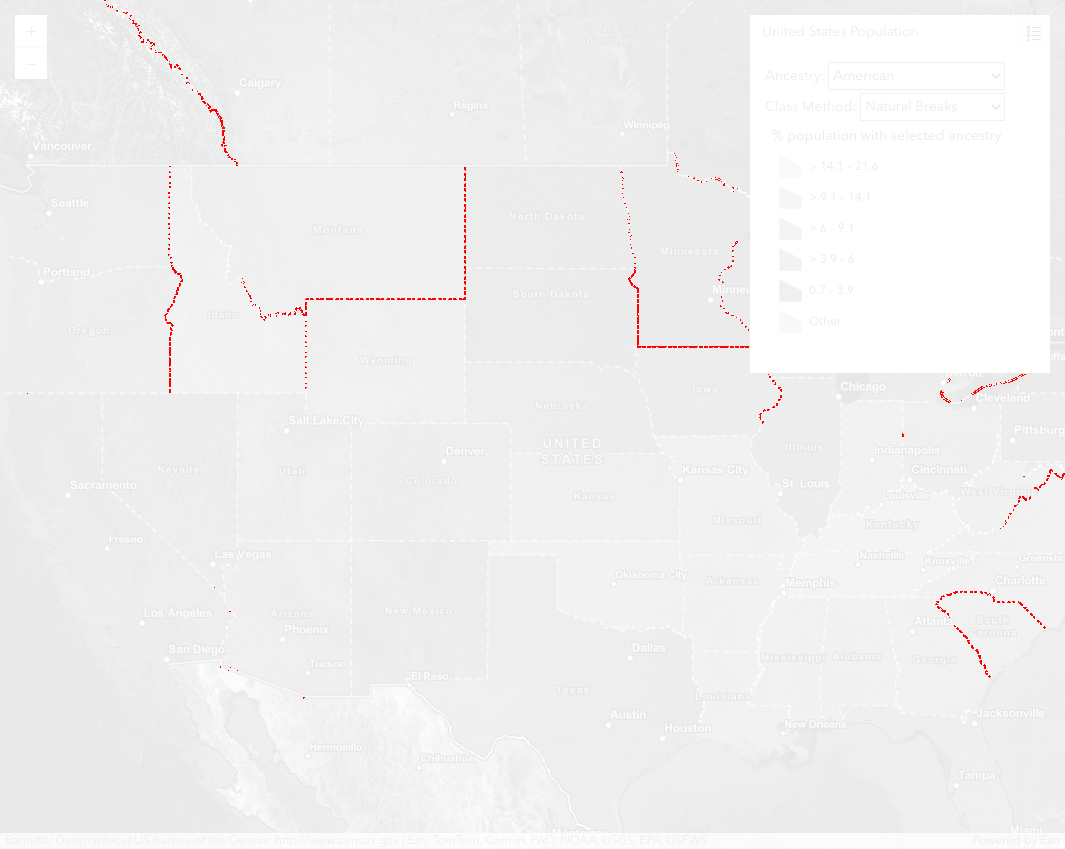 United States Population
Ancestry: American
Class Method: Natural Breaks
% population with selected ancestry
> 14.1 - 21.6
> 9.1 - 14.1
> 6 - 9.1
> 3.9 - 6
0.7 - 3.9
Other
Calgary
Regina
Winnipeg
Vancouver
Seattle
Montana
North Dakota
Minnesota
Portland
South Dakota
Idaho
Oregon
Wyoming
Detroit
Chicago
Iowa
Cleveland
Nebraska
Salt Lake City
Pittsburg
UNITED
STATES
Illinois
Indianapolis
Denver
Nevada
Utah
Kansas City
Cincinnati
Colorado
Sacramento
St. Louis
Kansas
Louisville
West Virginia
Missouri
Kentucky
Fresno
Las Vegas
Nashville
Knoxville
Greensbo
Oklahoma City
Arkansas
Memphis
Charlotte
Los Angeles
Arizona
New Mexico
Atlanta
South
Carolina
Phoenix
San Diego
Dallas
Mississippi
Alabama
Georgia
Tucson
El Paso
Texas
Louisiana
Austin
Jacksonville
Houston
New Orleans
Hermosillo
Chihuahua
Tampa
Monterrey
Miami
Earthstar Geographics | US Bureau of the Census: http://www.census.gov | Esri, TomTom, Garmin, FAO, NOAA, USGS, EPA, USFWS
Powered by Esri